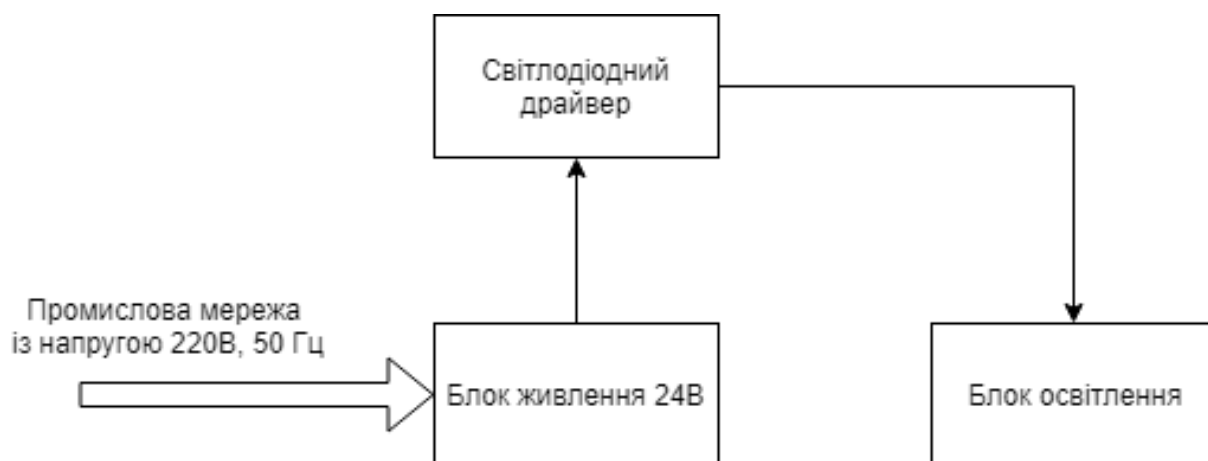 Світлодіодний
драйвер
Промислова мережа
із напругою 220В, 50 Гц
Блок живлення 24В
Блок освітлення